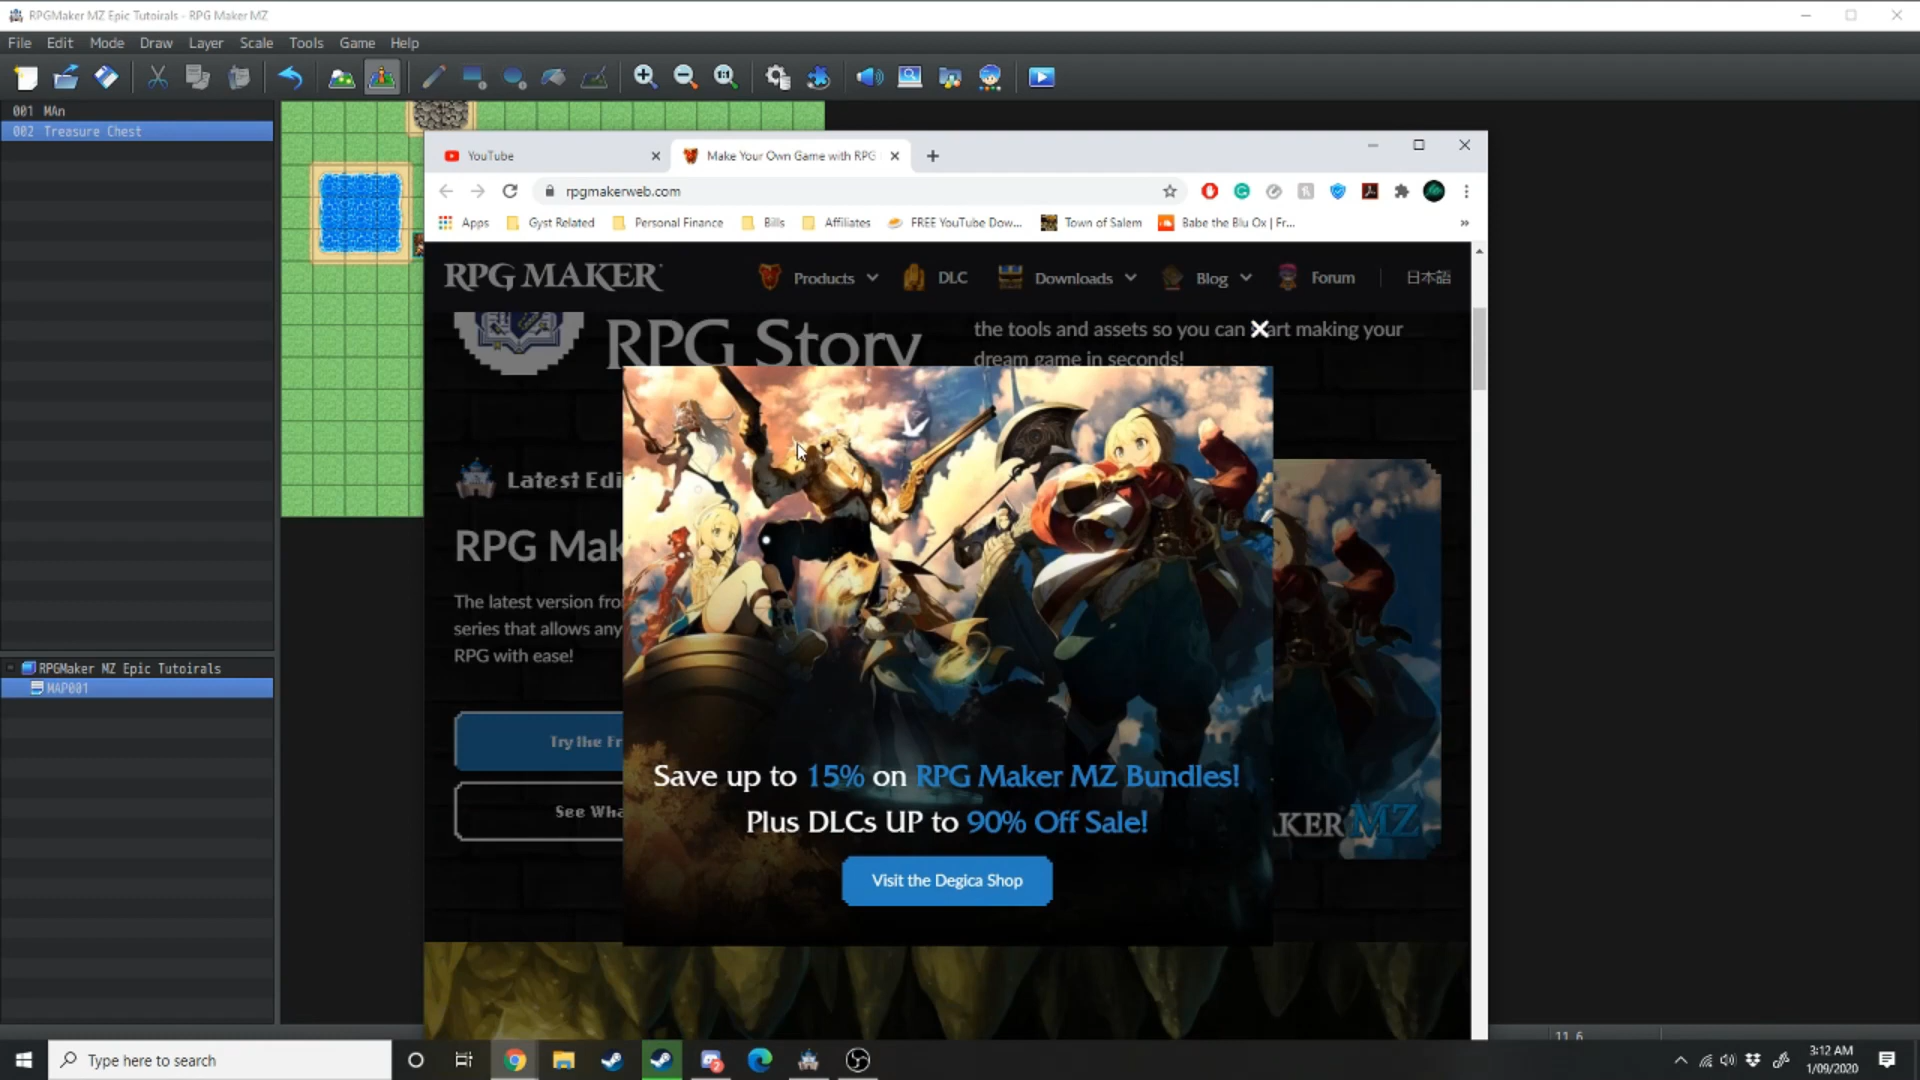 RPGMaker MZ Epic Tutoirals - RPG Maker MZ
File Edit Mode Draw Layer Scale Tools Game Help
001 MAn
002 Treasure Chest
YouTube
Make Your Own Game with RPG
rpgmakerweb.com
Apps Gyst Related Personal Finance Bills Affiliates FREE YouTube Dow... Town of Salem Babe the Blu Ox | Fr... »
RPG MAKER Products DLC Downloads Blog Forum 日本語
RPG Story
the tools and assets so you can start making your
dream game in seconds!
Latest Edi
RPG Mak
The latest version fro
series that allows any
RPG with ease!
Try the Fr
See Wha
Save up to 15% on RPG Maker MZ Bundles!
Plus DLCs UP to 90% Off Sale!
Visit the Degica Shop
KER MZ
RPGMaker MZ Epic Tutoirals
MAP001
11,6
Type here to search
3:12 AM
1/09/2020